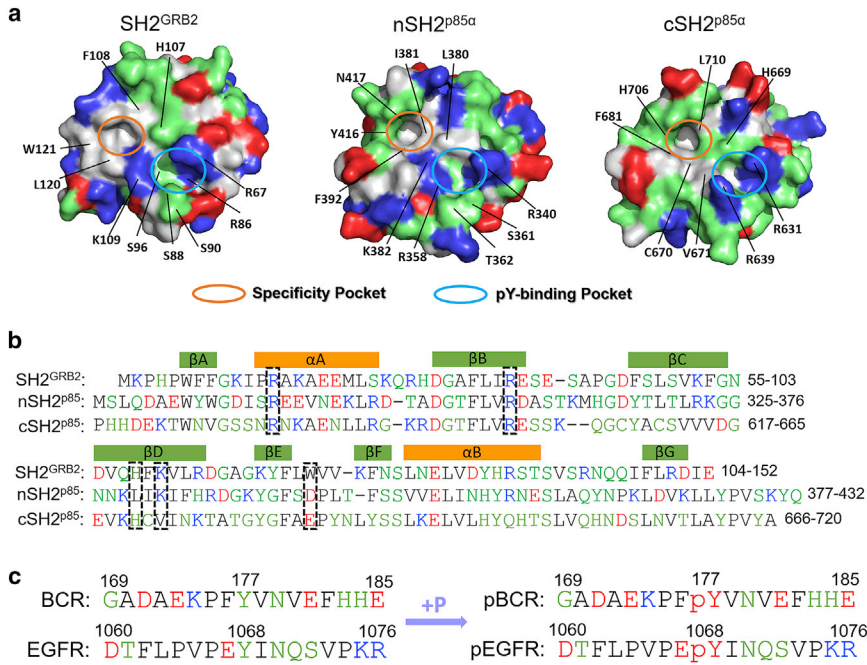 a
SH2GRB2 nSH2p85α cSH2p85α
F108 H107 W121 L120 K109 S96 S88 S90 R86 R67
I381 L380 N417 Y416 F392 K382 R358 T362 S361 R340
L710 H669 H706 F681 C670 V671 R639 R631
Specificity Pocket pY-binding Pocket
b
βA αA βB βC
SH2GRB2: MKPHPWFFGKIPRAKAEEMLSKQRHDGAFLIRESE-SAPGDFSLSVKFGN 55-103
nSH2p85: MSLQDAEWYWGDISREEVNEKLRD-TADGTFLVRDASTKMHGDYTLTLRKGG 325-376
cSH2p85: PHHDEKTWNVGSSNRNKAENLLRG-KRDGTFLVRESSK--QGCYACSVVVDG 617-665
βD βE βF αB βG
SH2GRB2: DVQHFKVLRDGAGKYFLWVV-KFNSLNELVDYHRSTSVSRNQQIFLRDIE 104-152
nSH2p85: NNKLIKIFHRDGKYGFSDPLT-FSSVVELINHYRNESLAQYNPKLDVKLLYPVSKYQ 377-432
cSH2p85: EVKHCVINKTATGYGFAEPYNLYSSLKELVLHYQHTSLVQHNDSLNVTLAYPVYA 666-720
c
169 177 185 169 177 185
BCR: GADAEKPFYVNVEFHHE +P pBCR: GADAEKPFpYVNVEFHHE
1060 1068 1076 1060 1068 1076
EGFR: DTFLPVPEYINQSVPKR pEGFR: DTFLPVPEpYINQSVPKR